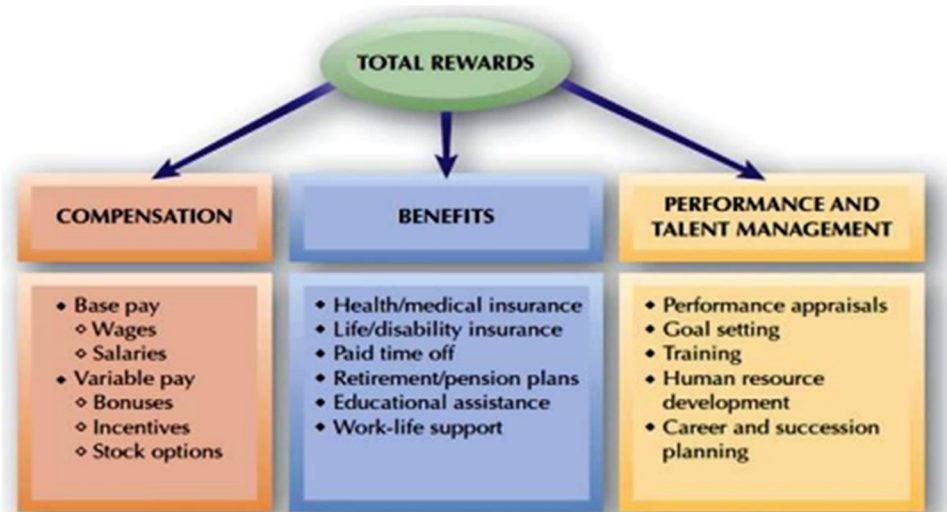 TOTAL REWARDS
COMPENSATION
◆ Base pay
◇ Wages
◇ Salaries
◆ Variable pay
◇ Bonuses
◇ Incentives
◇ Stock options
BENEFITS
◆ Health/medical insurance
◆ Life/disability insurance
◆ Paid time off
◆ Retirement/pension plans
◆ Educational assistance
◆ Work-life support
PERFORMANCE AND
TALENT MANAGEMENT
◆ Performance appraisals
◆ Goal setting
◆ Training
◆ Human resource
development
◆ Career and succession
planning